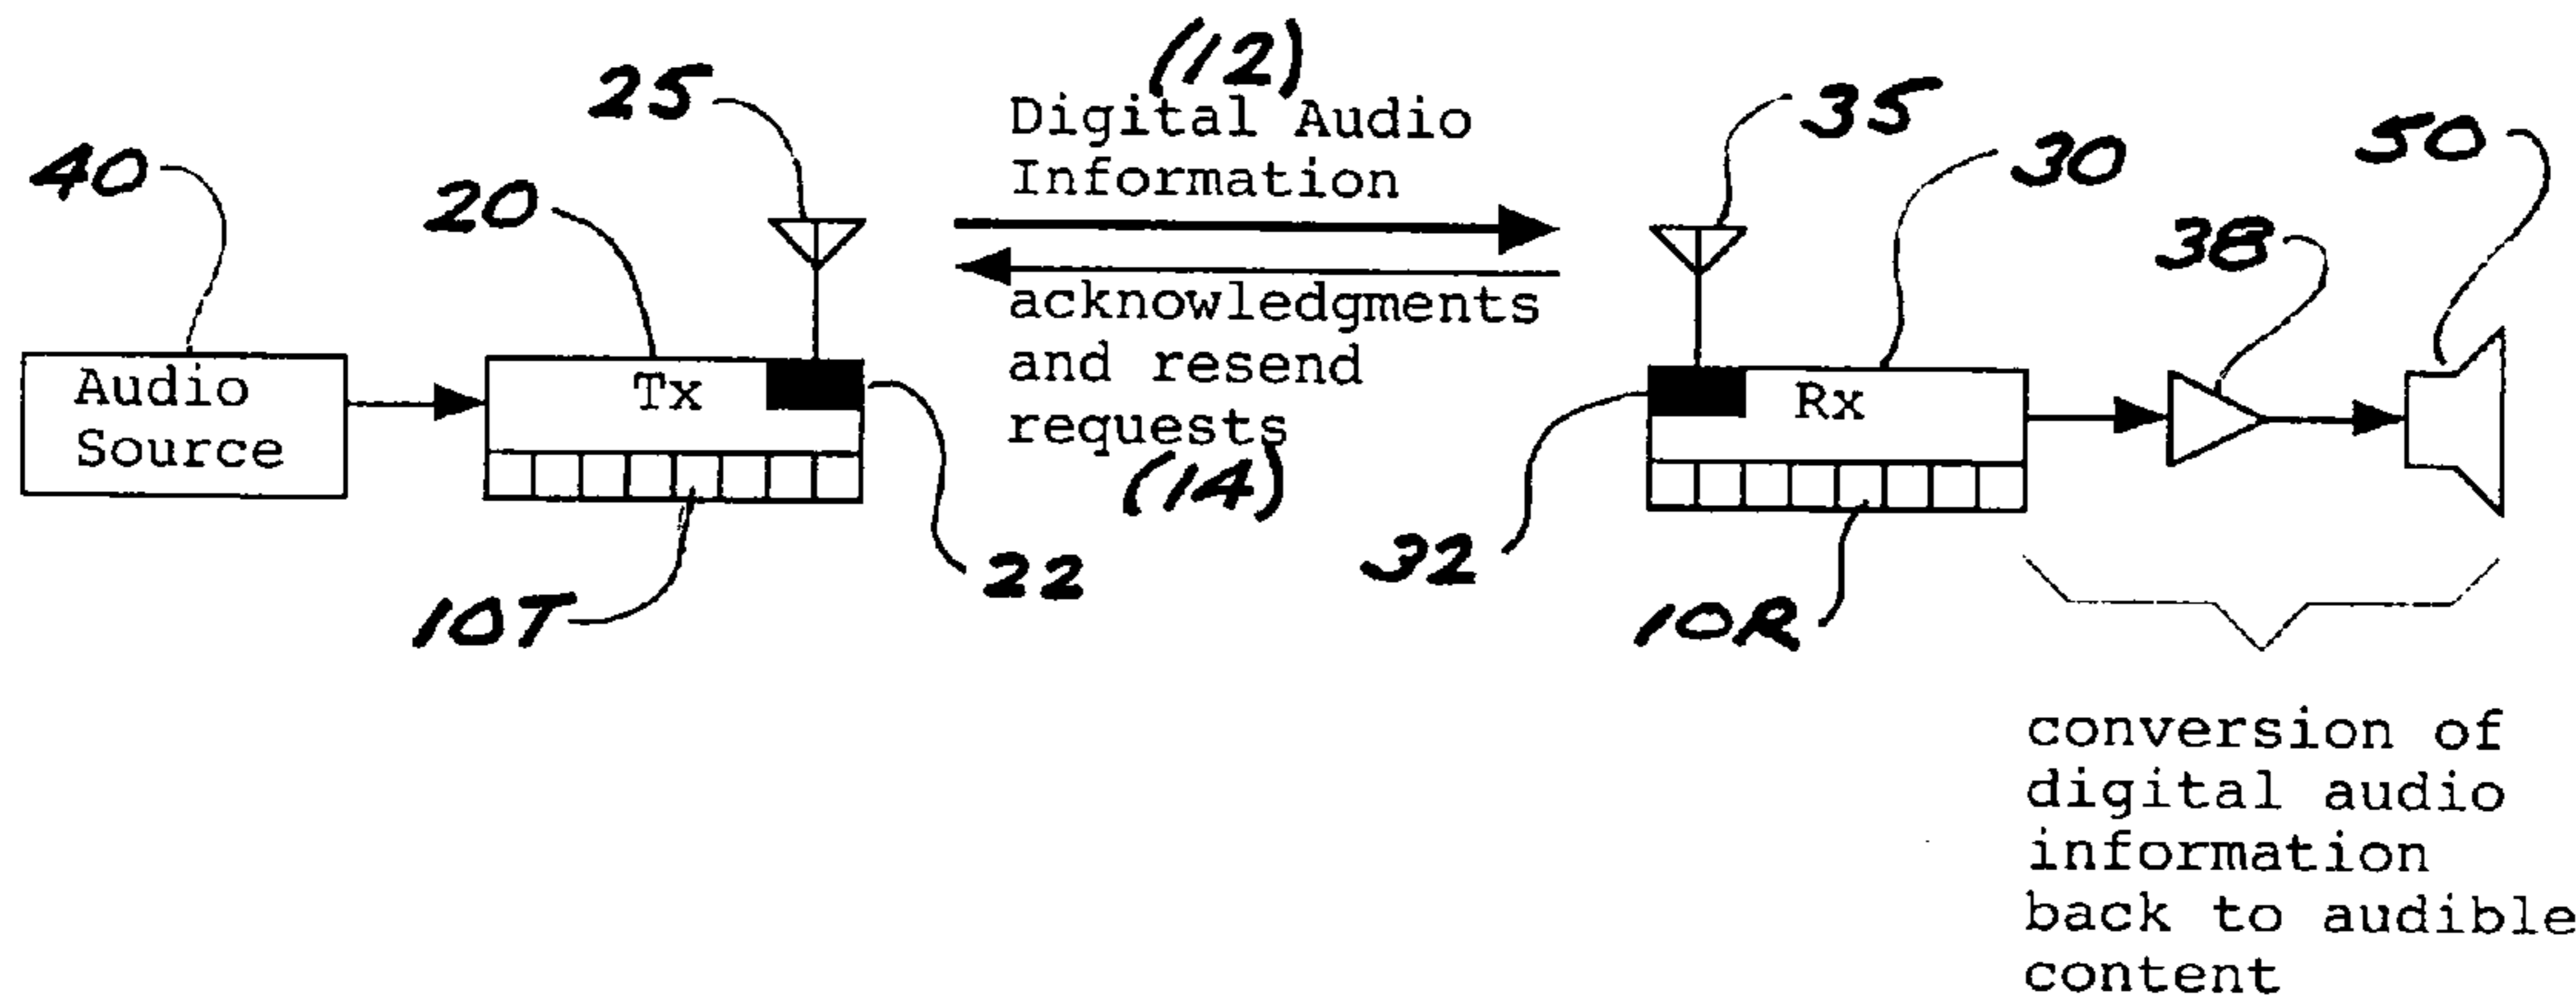 (12)
25
Digital Audio
Information
35
30
50
40
20
38
acknowledgments
and resend
requests
(14)
Audio
Source
Tx
Rx
22
32
10T
10R
conversion of
digital audio
information
back to audible
content